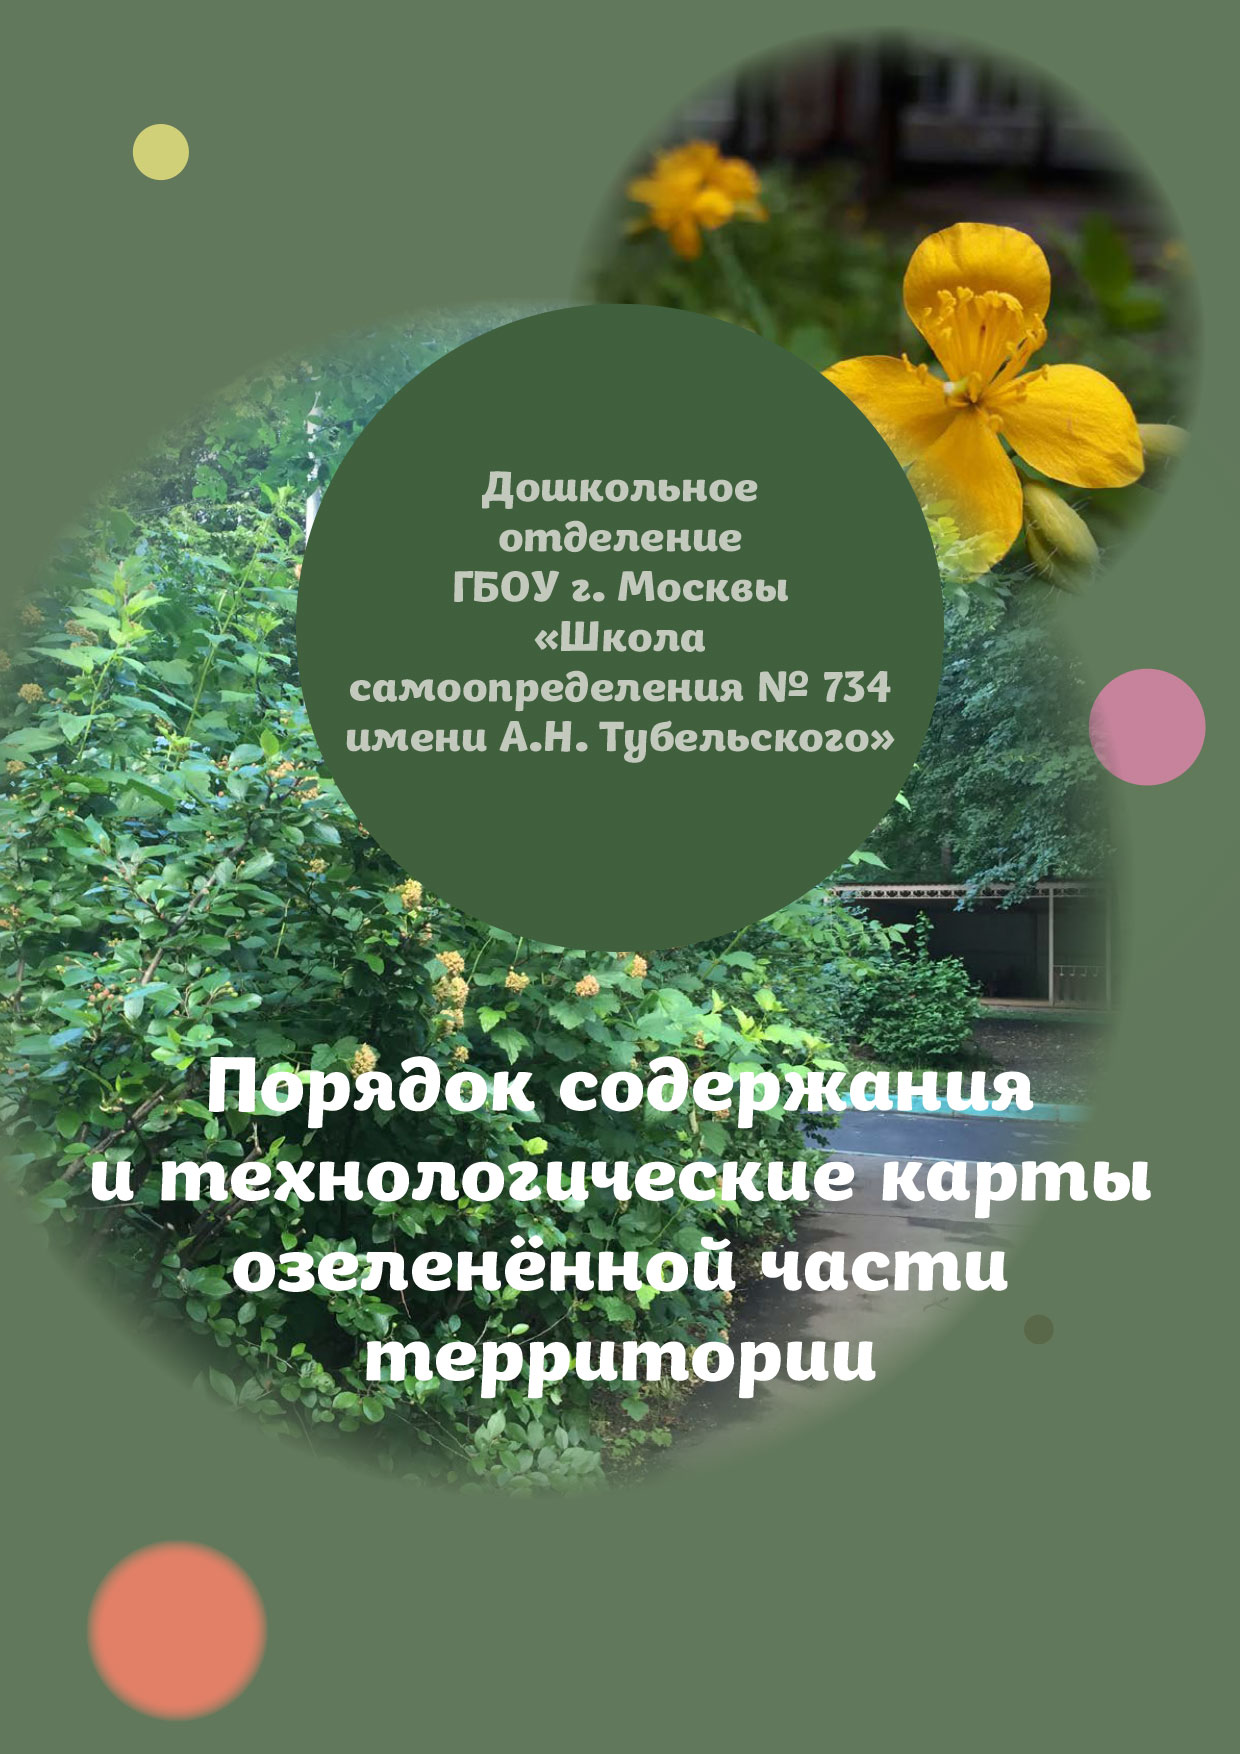 Дошкольное
отделение
ГБОУ г. Москвы
«Школа
самоопределения № 734
имени А.Н. Тубельского»
Порядок содержания
и технологические карты
озеленённой части
территории